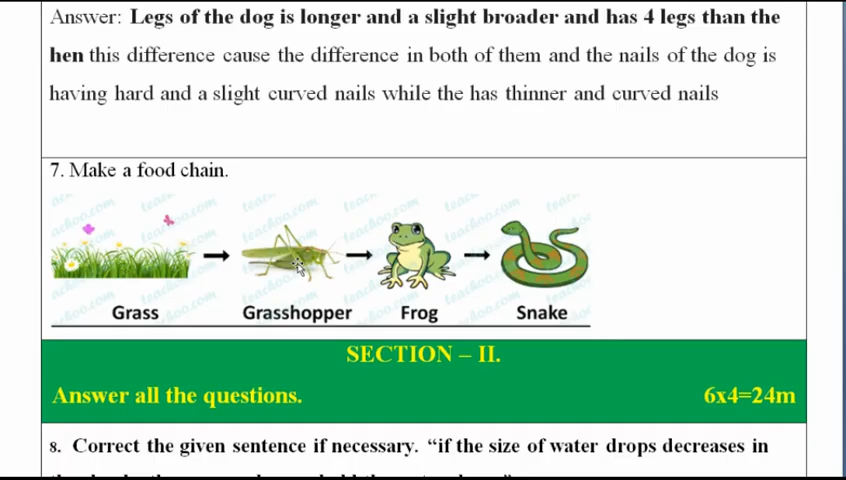 Answer: Legs of the dog is longer and a slight broader and has 4 legs than the
hen this difference cause the difference in both of them and the nails of the dog is
having hard and a slight curved nails while the has thinner and curved nails
7. Make a food chain.
Grass Grasshopper Frog Snake
SECTION – II.
Answer all the questions. 6x4=24m
8. Correct the given sentence if necessary. “if the size of water drops decreases in